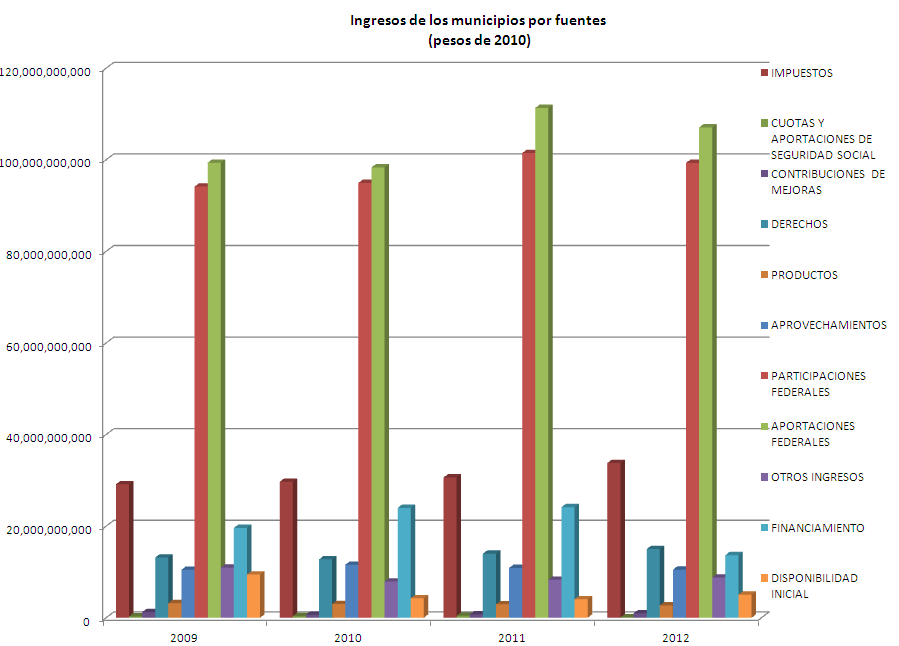 Ingresos de los municipios por fuentes
(pesos de 2010)
120,000,000,000
100,000,000,000
80,000,000,000
60,000,000,000
40,000,000,000
20,000,000,000
0
2009
2010
2011
2012
IMPUESTOS
CUOTAS Y
APORTACIONES DE
SEGURIDAD SOCIAL
CONTRIBUCIONES DE
MEJORAS
DERECHOS
PRODUCTOS
APROVECHAMIENTOS
PARTICIPACIONES
FEDERALES
APORTACIONES
FEDERALES
OTROS INGRESOS
FINANCIAMIENTO
DISPONIBILIDAD
INICIAL